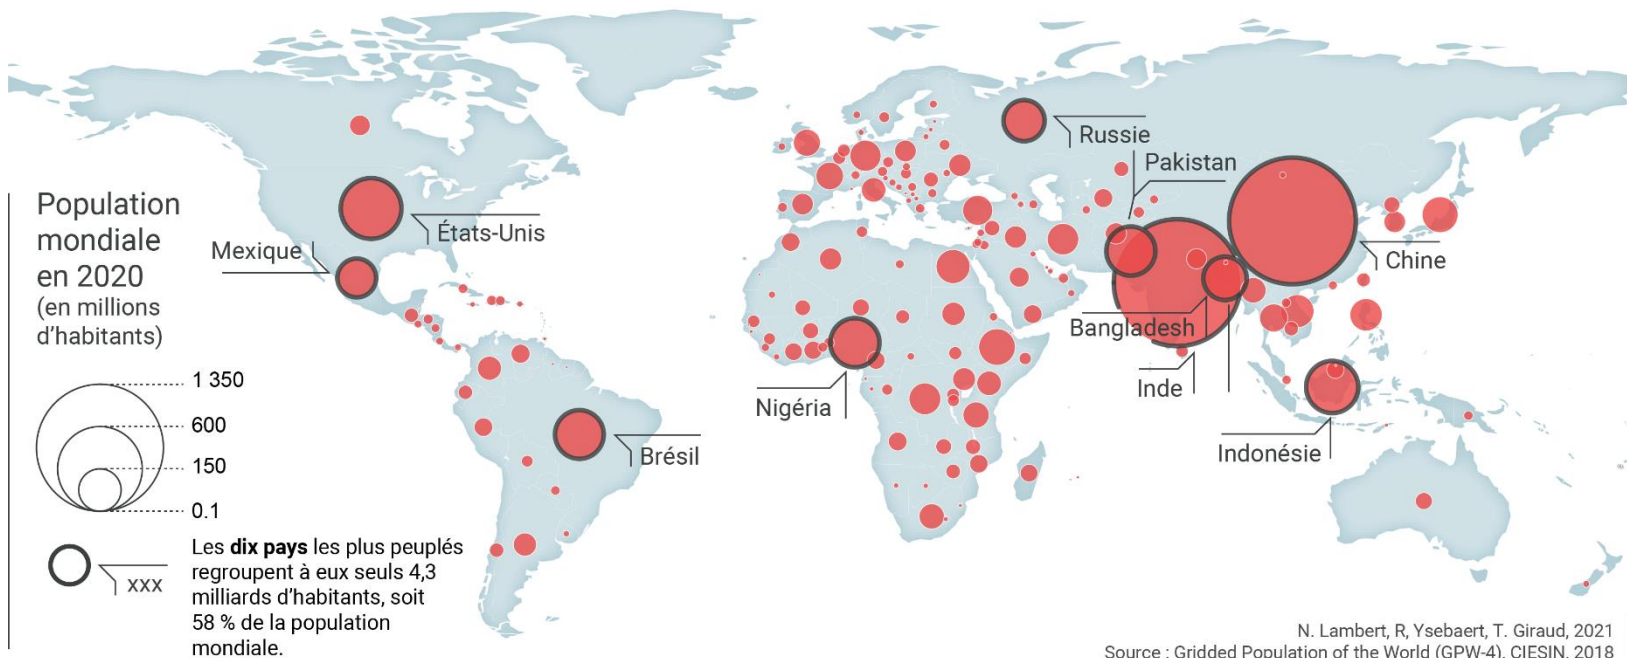 Population
mondiale
en 2020
(en millions
d’habitants)
1 350
600
150
0.1
xxx
Les dix pays les plus peuplés
regroupent à eux seuls 4,3
milliards d’habitants, soit
58 % de la population
mondiale.
Mexique
États-Unis
Brésil
Nigéria
Russie
Pakistan
Chine
Bangladesh
Inde
Indonésie
N. Lambert, R, Ysebaert, T. Giraud, 2021
Source : Gridded Population of the World (GPW-4), CIESIN, 2018